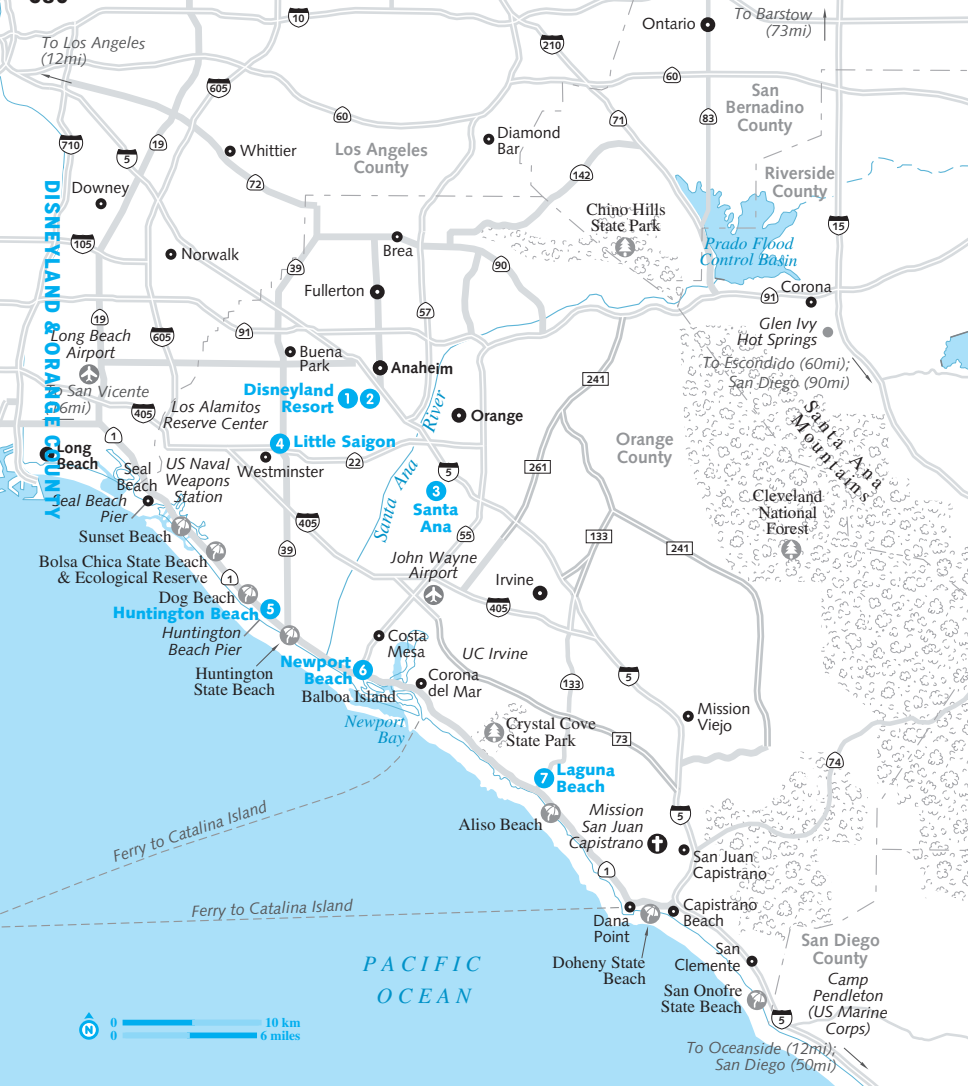 10
Ontario
To Barstow
(73mi)
To Los Angeles
(12mi)
210
60
605
San
Bernadino
County
60
71
83
Diamond
Bar
710
19
5
Whittier
Los Angeles
County
142
Riverside
County
72
Downey
DISNEYLAND & ORANGE COUNTY
Chino Hills
State Park
15
105
Norwalk
Brea
Prado Flood
Control Basin
39
90
Fullerton
91
Corona
57
19
605
91
Long Beach
Airport
Glen Ivy
Hot Springs
Buena
Park
Anaheim
To Escondido (60mi);
San Diego (90mi)
241
To San Vicente
Disneyland
Resort
1
2
405
Los Alamitos
Reserve Center
River
Orange
Santa Ana
Mountains
1
4
Little Saigon
Orange
County
Long
Beach
Westminster
22
5
261
Seal
Beach
US Naval
Weapons
Station
Santa Ana
3
Santa
Ana
Cleveland
National
Forest
Seal Beach
Pier
405
Sunset Beach
55
133
241
39
Bolsa Chica State Beach
& Ecological Reserve
John Wayne
Airport
1
Irvine
Dog Beach
405
Huntington Beach
5
Huntington
Beach Pier
Costa
Mesa
UC Irvine
Huntington
State Beach
Newport
Beach
6
Corona
del Mar
5
133
Balboa Island
Mission
Viejo
Newport
Bay
Crystal Cove
State Park
73
74
7
Laguna
Beach
Mission
San Juan
Capistrano
5
Aliso Beach
Ferry to Catalina Island
San Juan
Capistrano
1
Ferry to Catalina Island
Capistrano
Beach
Dana
Point
San
Clemente
San Diego
County
Doheny State
Beach
PACIFIC
OCEAN
San Onofre
State Beach
Camp
Pendleton
(US Marine
Corps)
5
N
0
10 km
0
6 miles
To Oceanside (12mi);
San Diego (50mi)